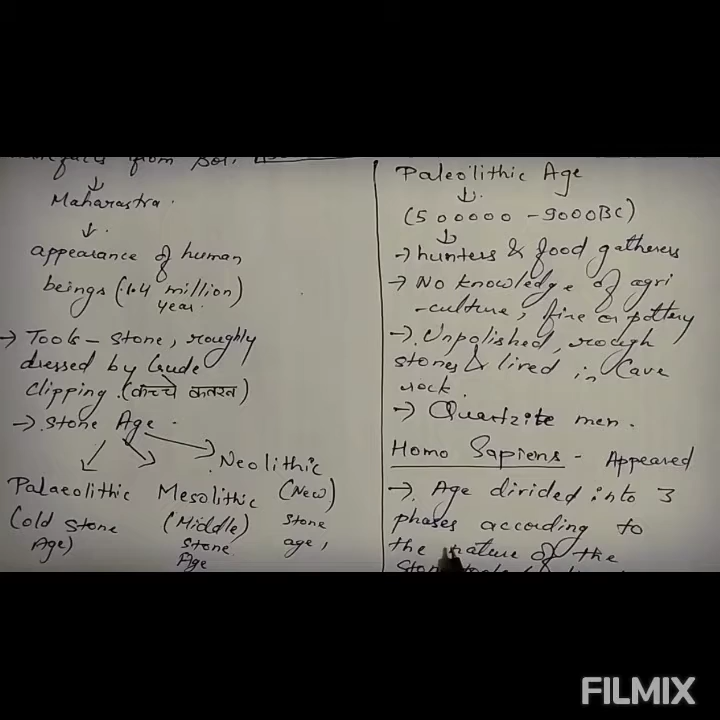 from
Maharastra.
appearance of human
beings (1.4 million)
year.
→ Tools – stone, roughly
dressed by Crude
Clipping. (कच्चे कतरन)
→ Stone Age.
Neolithic
Palaeolithic Mesolithic (New)
(old Stone (Middle) Stone
Age) Stone age,
Age
Paleolithic Age
(500000 – 9000BC)
→ hunters & food gatherers
→ No knowledge of agri
-culture, fire or pottery
→ Unpolished, rough
stones & lived in Cave
rock.
→ Quartzite men.
Homo Sapiens – Appeared
→ Age divided into 3
phases according to
the nature of the
FILMIX